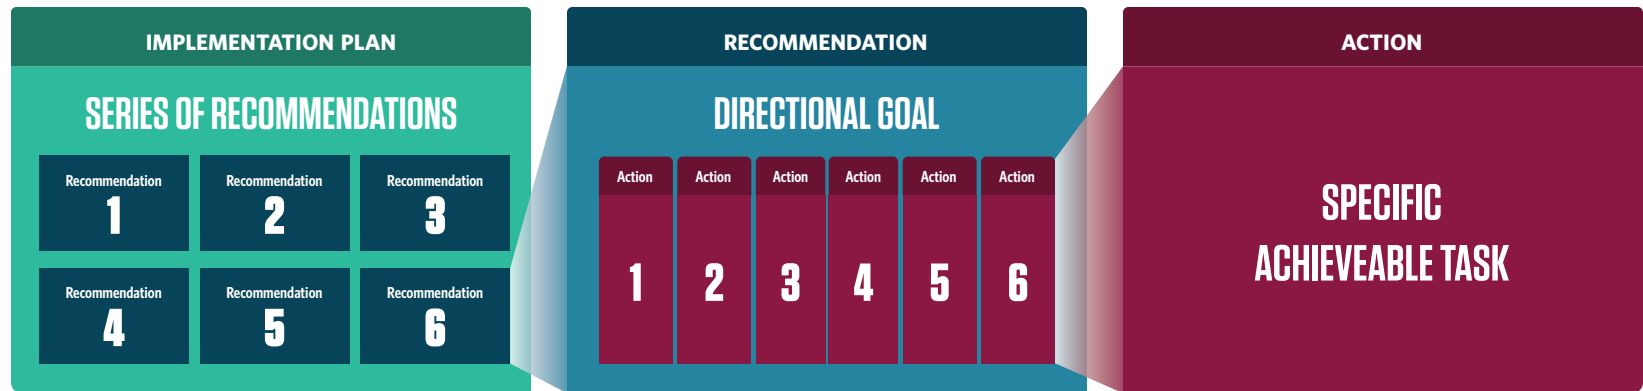 IMPLEMENTATION PLAN
SERIES OF RECOMMENDATIONS
Recommendation
1
Recommendation
2
Recommendation
3
Recommendation
4
Recommendation
5
Recommendation
6
RECOMMENDATION
DIRECTIONAL GOAL
Action
1
Action
2
Action
3
Action
4
Action
5
Action
6
ACTION
SPECIFIC
ACHIEVEABLE TASK